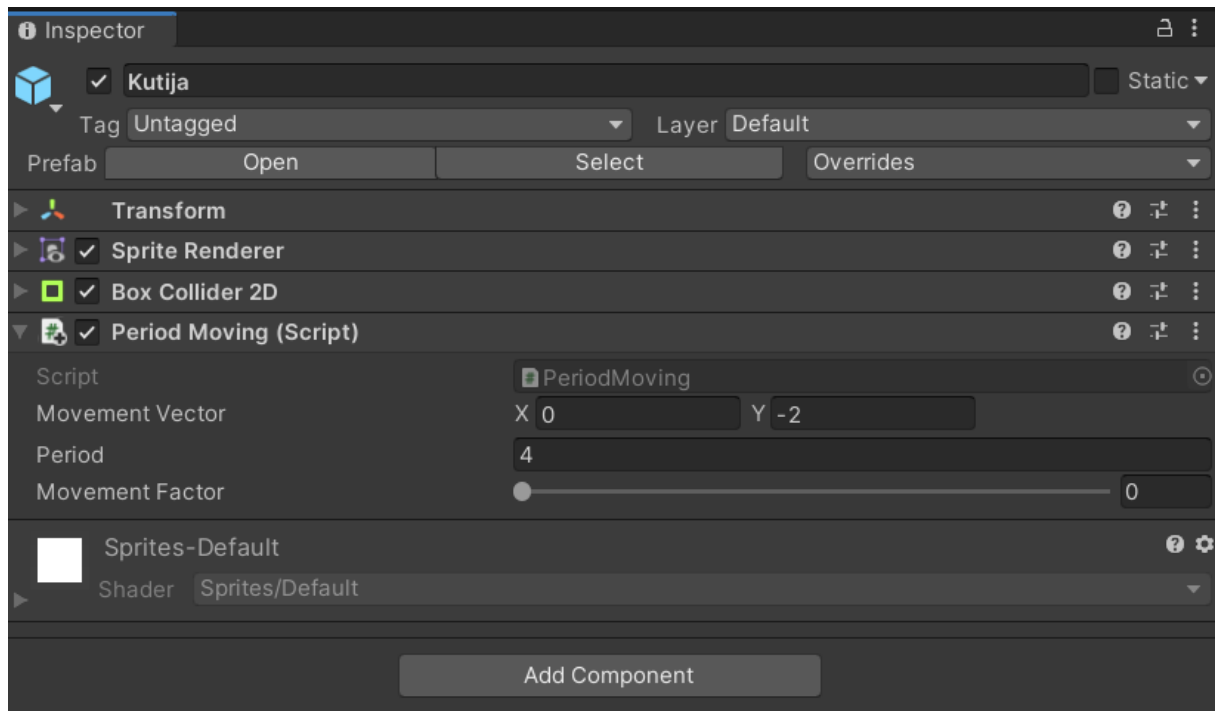 Inspector
Kutija Static
Tag Untagged Layer Default
Prefab Open Select Overrides
Transform
Sprite Renderer
Box Collider 2D
Period Moving (Script)
Script PeriodMoving
Movement Vector X 0 Y -2
Period 4
Movement Factor 0
Sprites-Default
Shader Sprites/Default
Add Component